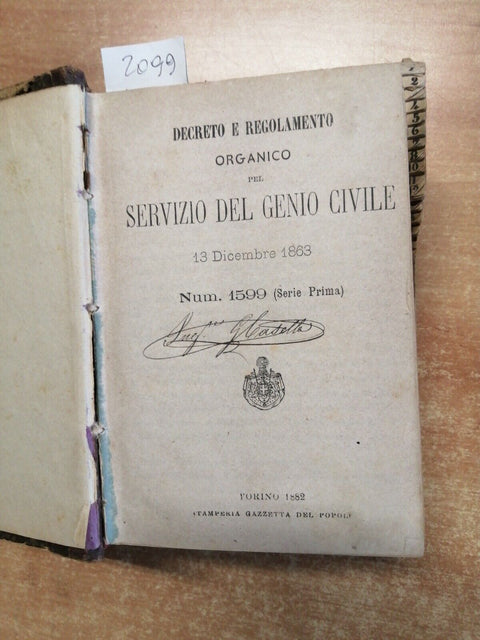 2099
DECRETO E REGOLAMENTO
ORGANICO
PEL
SERVIZIO DEL GENIO CIVILE
13 Dicembre 1863
Num. 1599 (Serie Prima)
TORINO 1882
STAMPERIA GAZZETTA DEL POPOLO